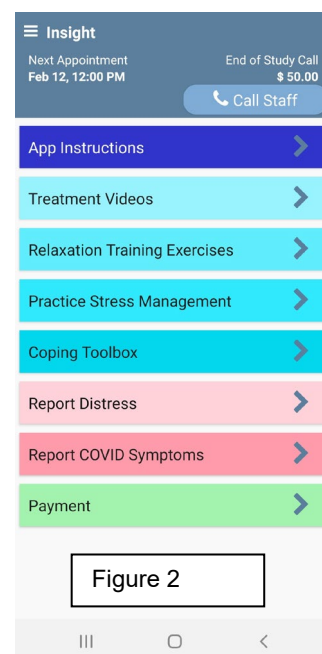 Insight
Next Appointment End of Study Call
Feb 12, 12:00 PM $ 50.00
Call Staff
App Instructions
Treatment Videos
Relaxation Training Exercises
Practice Stress Management
Coping Toolbox
Report Distress
Report COVID Symptoms
Payment
Figure 2